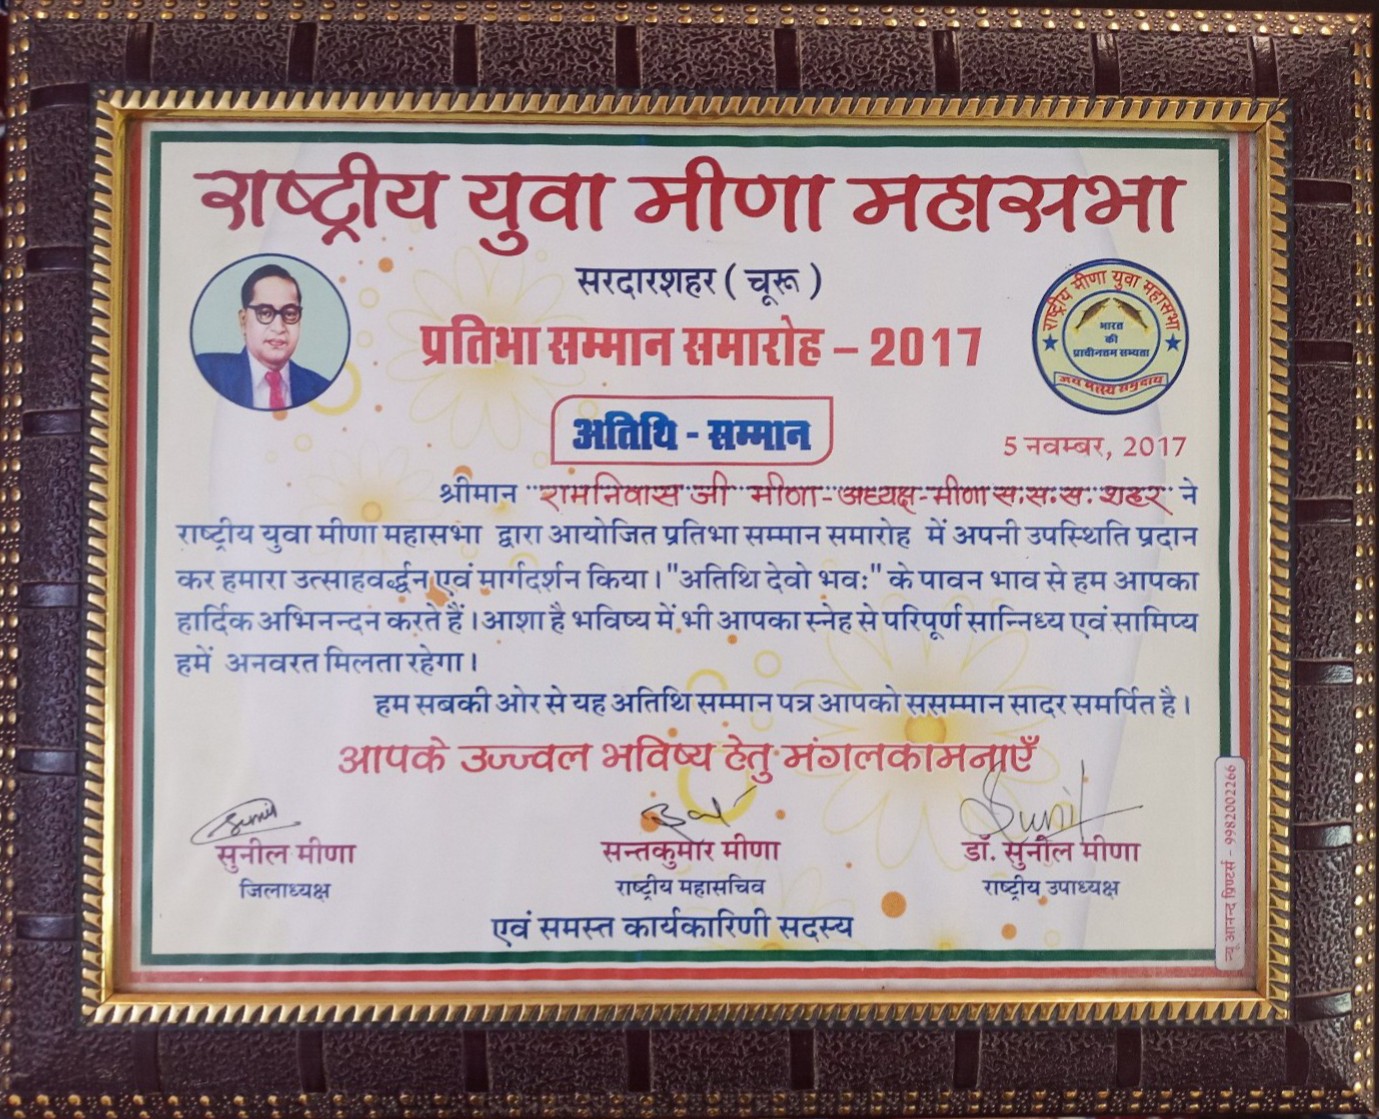 राष्ट्रीय युवा मीणा महासभा
सरदारशहर ( चूरू )
प्रतिभा सम्मान समारोह – 2017
राष्ट्रीय मीणा युवा महासभा
भारत
की
प्राचीनतम सभ्यता
जय मत्स्य समुदाय
अतिथि - सम्मान
5 नवम्बर, 2017
श्रीमान रामनिवास जी मीणा-अध्यक्ष-मीणा स.स.स. शहर ने
राष्ट्रीय युवा मीणा महासभा द्वारा आयोजित प्रतिभा सम्मान समारोह में अपनी उपस्थिति प्रदान
कर हमारा उत्साहवर्द्धन एवं मार्गदर्शन किया। "अतिथि देवो भवः" के पावन भाव से हम आपका
हार्दिक अभिनन्दन करते हैं। आशा है भविष्य में भी आपका स्नेह से परिपूर्ण सान्निध्य एवं सामिप्य
हमें अनवरत मिलता रहेगा।
हम सबकी ओर से यह अतिथि सम्मान पत्र आपको ससम्मान सादर समर्पित है।
आपके उज्ज्वल भविष्य हेतु मंगलकामनाएँ
Sunil
Sunil
सुनील मीणा
सन्तकुमार मीणा
डॉ. सुनील मीणा
जिलाध्यक्ष
राष्ट्रीय महासचिव
राष्ट्रीय उपाध्यक्ष
एवं समस्त कार्यकारिणी सदस्य
न्यू आनन्द प्रिण्टर्स - 9982002266